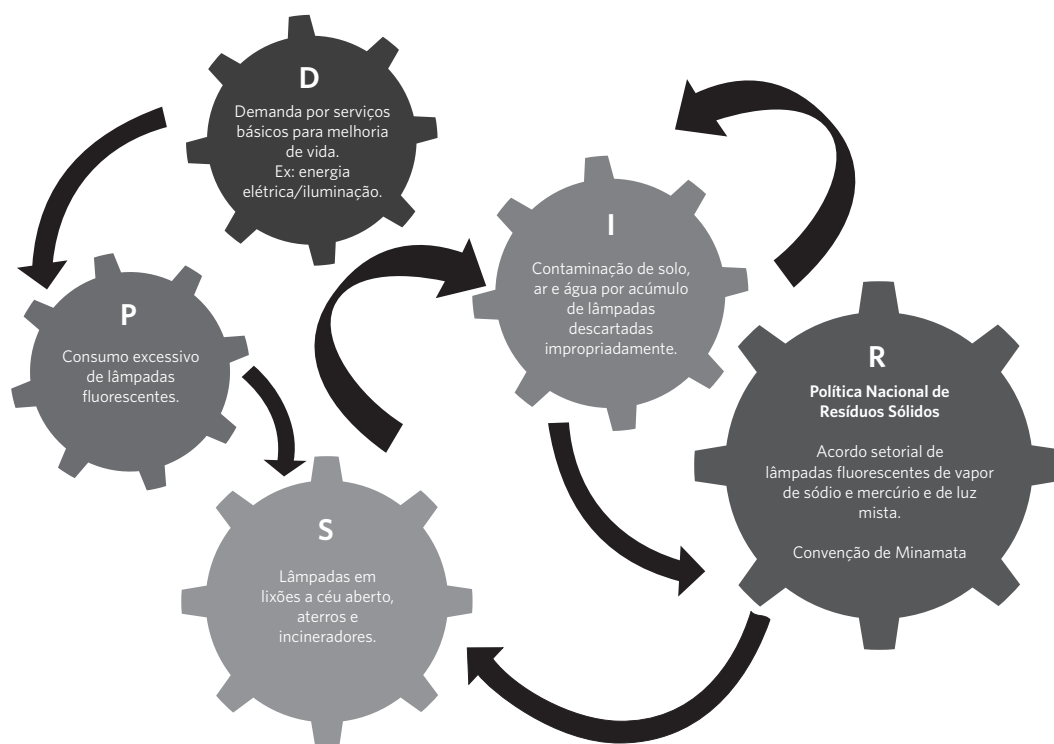 D
Demanda por serviços
básicos para melhoria
de vida.
Ex: energia
elétrica/iluminação.
P
Consumo excessivo
de lâmpadas
fluorescentes.
S
Lâmpadas em
lixões a céu aberto,
aterros e
incineradores.
I
Contaminação de solo,
ar e água por acúmulo
de lâmpadas
descartadas
impropriadamente.
R
Política Nacional de
Resíduos Sólidos
Acordo setorial de
lâmpadas fluorescentes de vapor
de sódio e mercúrio e de luz
mista.
Convenção de Minamata